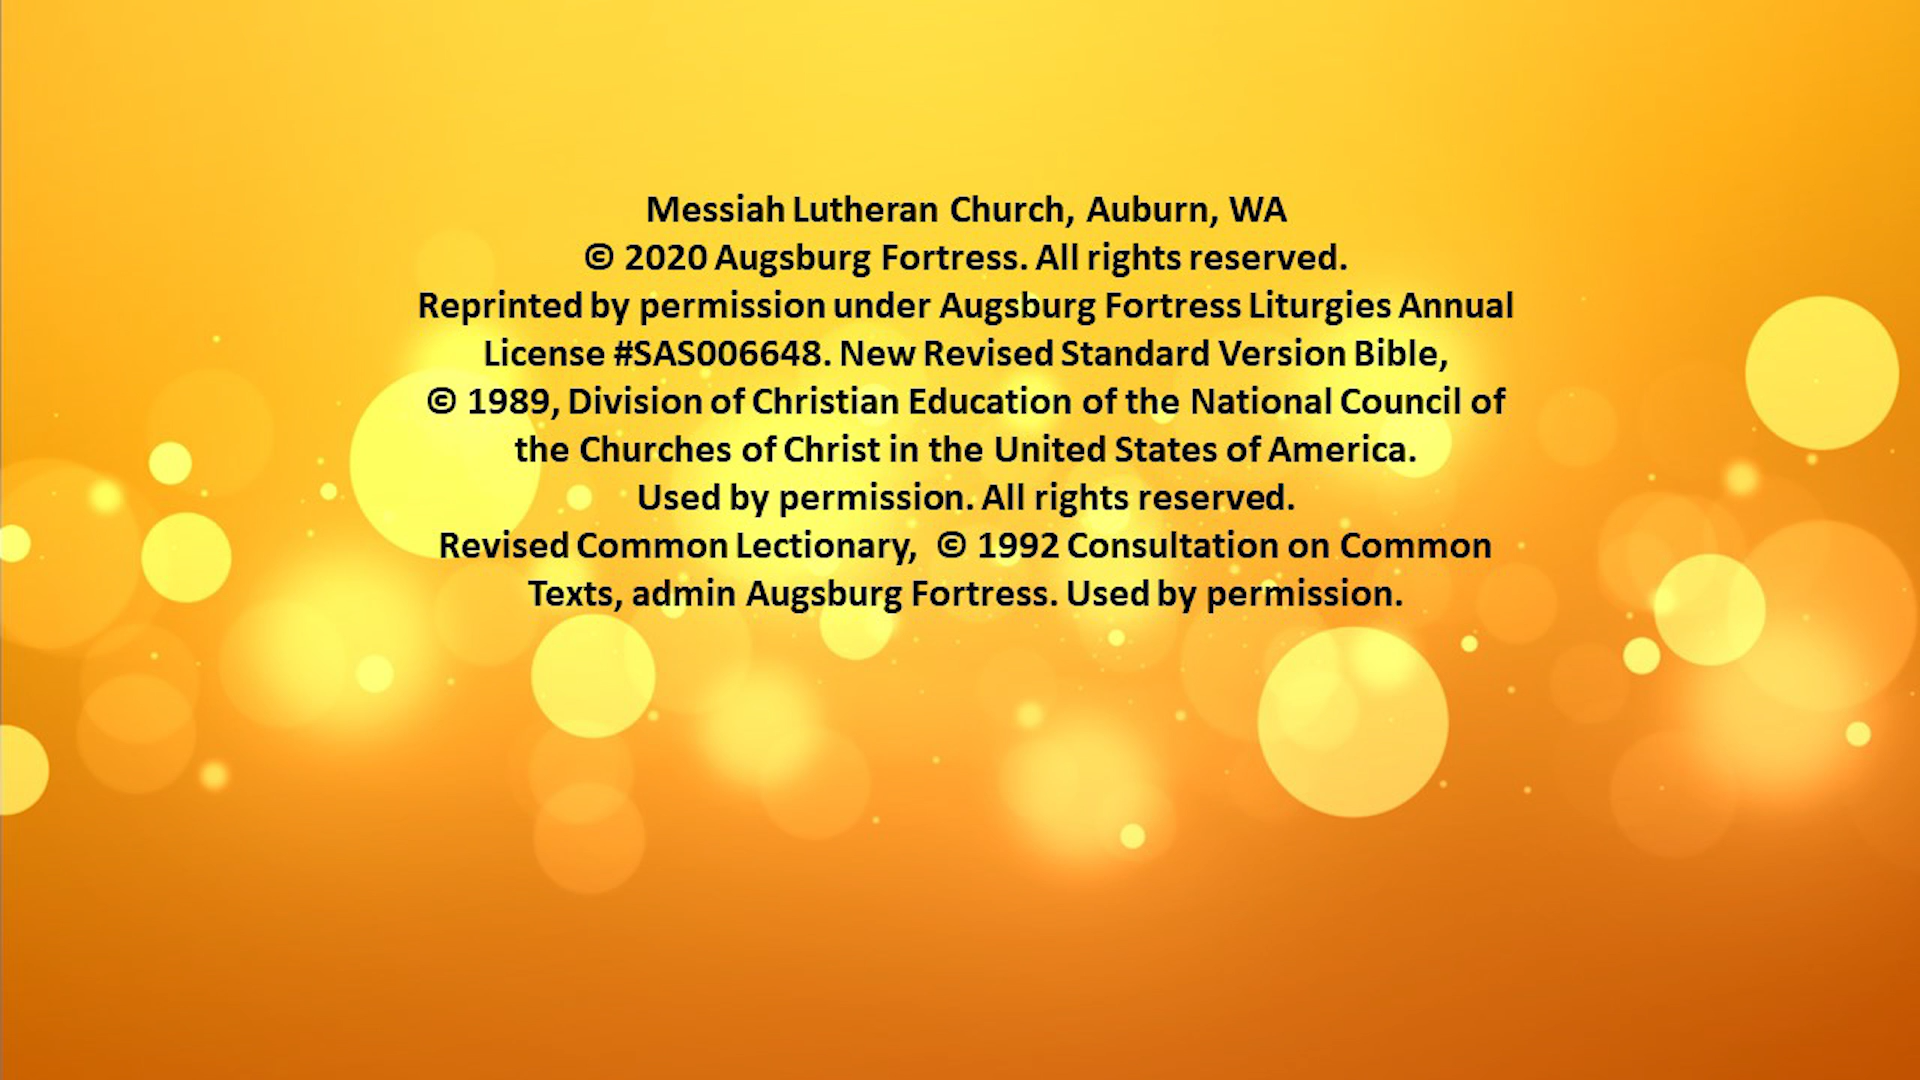 Messiah Lutheran Church, Auburn, WA
© 2020 Augsburg Fortress. All rights reserved.
Reprinted by permission under Augsburg Fortress Liturgies Annual
License #SAS006648. New Revised Standard Version Bible,
© 1989, Division of Christian Education of the National Council of
the Churches of Christ in the United States of America.
Used by permission. All rights reserved.
Revised Common Lectionary,  © 1992 Consultation on Common
Texts, admin Augsburg Fortress. Used by permission.